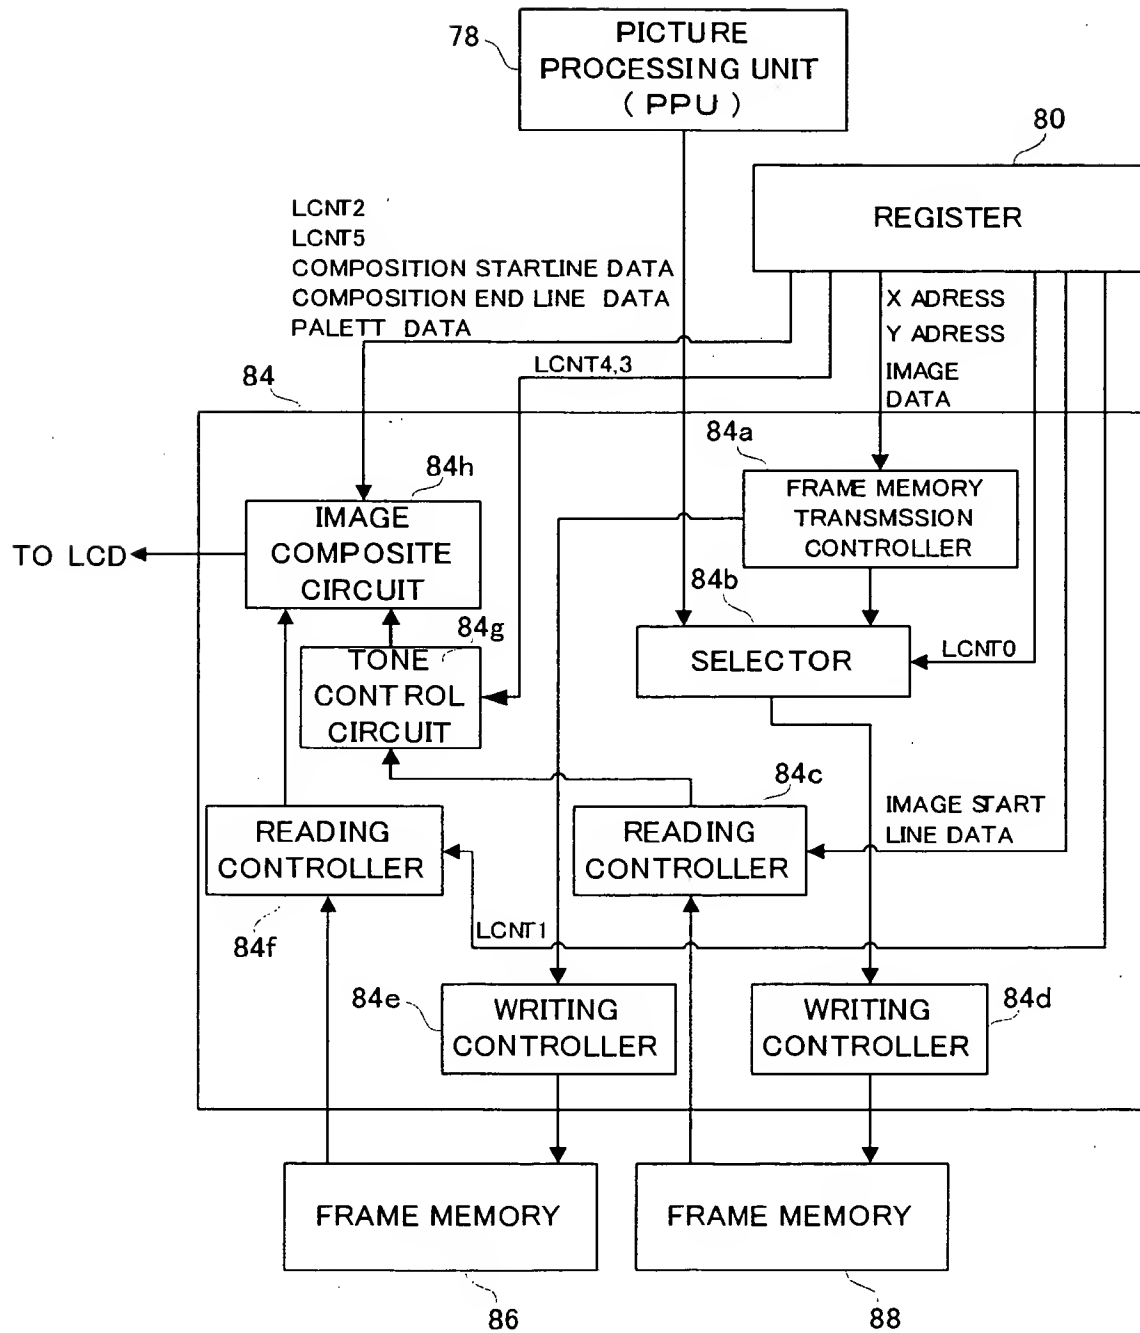 78
PICTURE
PROCESSING UNIT
( PPU )
80
REGISTER
LCNT2
LCNT5
COMPOSITION STARTLINE DATA
COMPOSITION END LINE DATA
PALETT DATA
X ADRESS
Y ADRESS
IMAGE
DATA
LCNT4,3
84
84a
FRAME MEMORY
TRANSMSSION
CONTROLLER
84h
IMAGE
COMPOSITE
CIRCUIT
TO LCD
84b
SELECTOR
LCNT0
84g
TONE
CONTROL
CIRCUIT
84c
READING
CONTROLLER
IMAGE START
LINE DATA
READING
CONTROLLER
84f
LCNT1
84e
WRITING
CONTROLLER
WRITING
CONTROLLER
84d
FRAME MEMORY
FRAME MEMORY
86
88